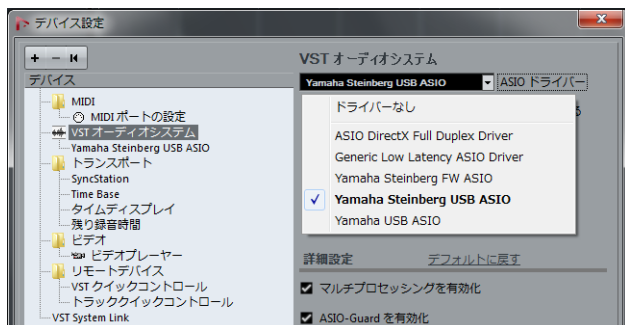 デバイス設定
デバイス
MIDI
MIDI ポートの設定
VST オーディオシステム
Yamaha Steinberg USB ASIO
トランスポート
SyncStation
Time Base
タイムディスプレイ
残り録音時間
ビデオ
ビデオプレーヤー
リモートデバイス
VST クイックコントロール
トラッククイックコントロール
VST System Link
VST オーディオシステム
Yamaha Steinberg USB ASIO
ASIO ドライバー
ドライバーなし
ASIO DirectX Full Duplex Driver
Generic Low Latency ASIO Driver
Yamaha Steinberg FW ASIO
Yamaha Steinberg USB ASIO
Yamaha USB ASIO
詳細設定 デフォルトに戻す
マルチプロセッシングを有効化
ASIO-Guard を有効化